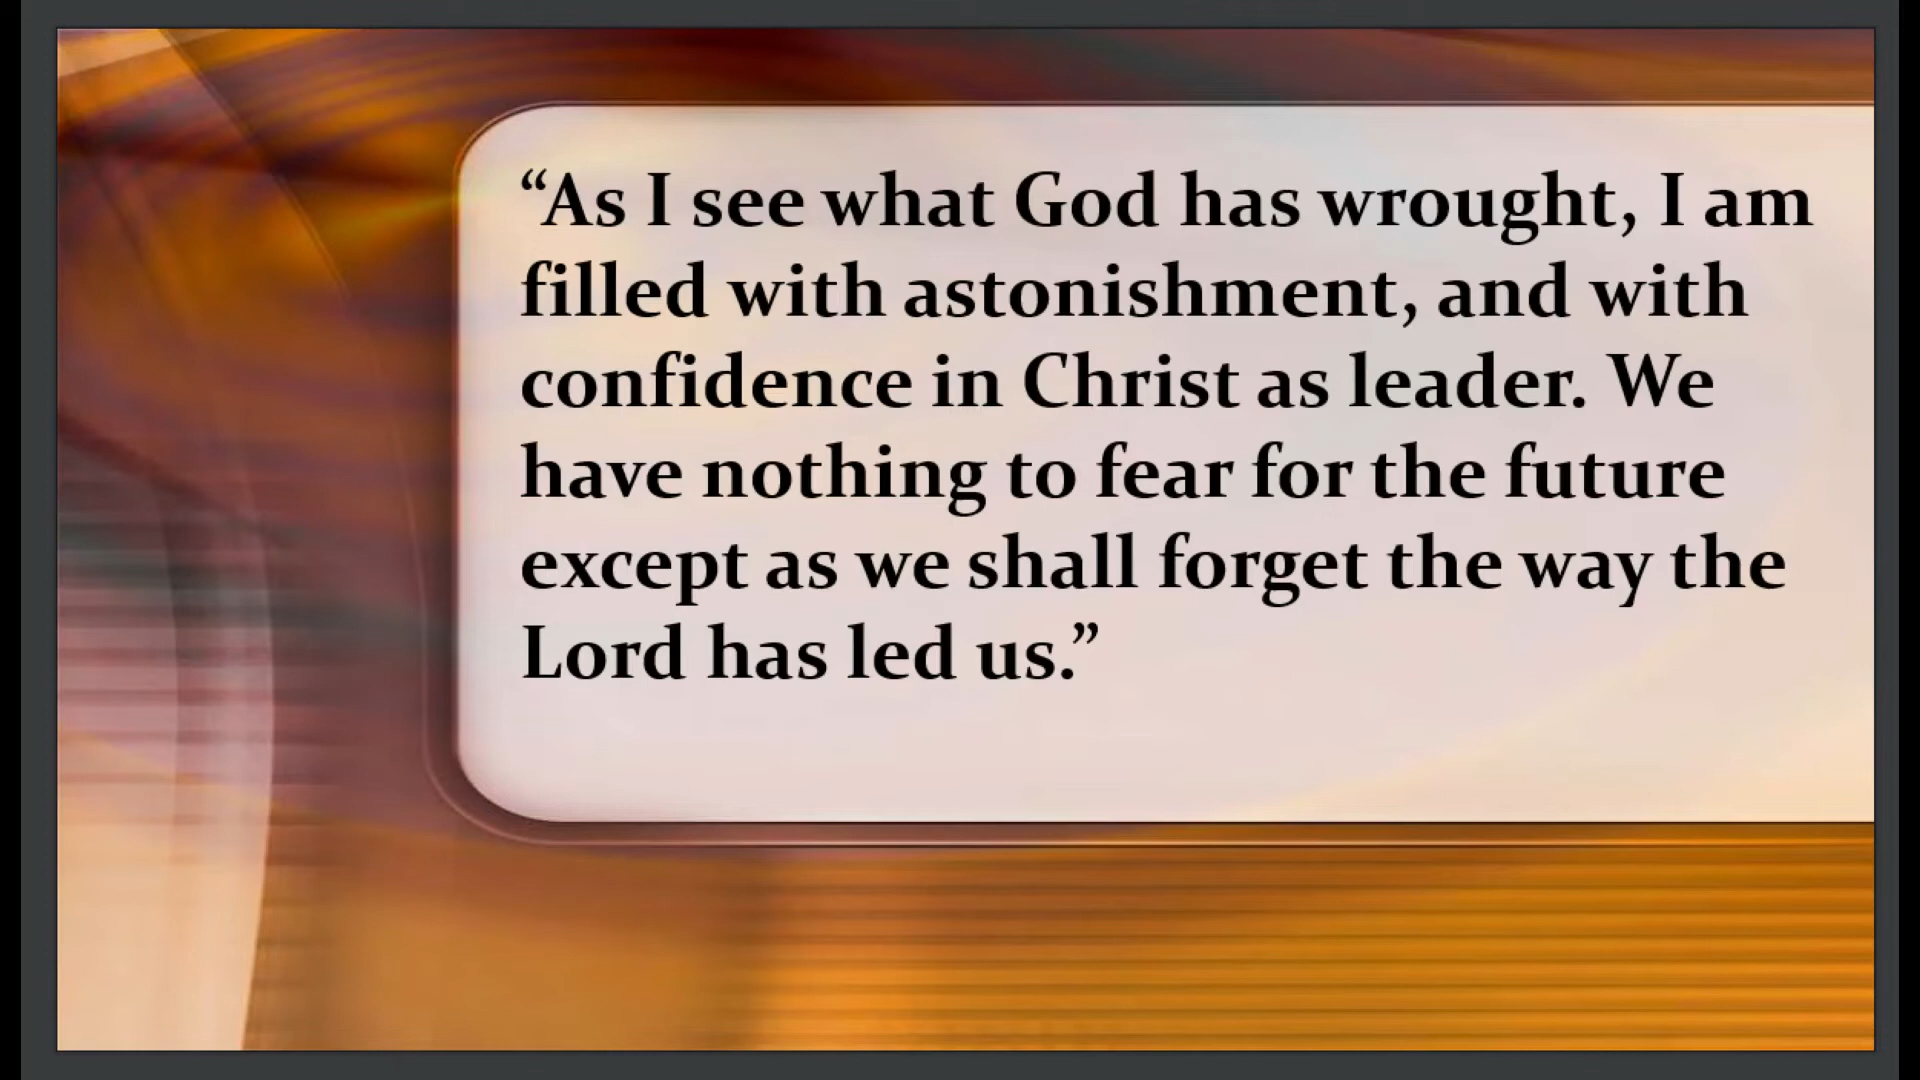 “As I see what God has wrought, I am
filled with astonishment, and with
confidence in Christ as leader. We
have nothing to fear for the future
except as we shall forget the way the
Lord has led us.”